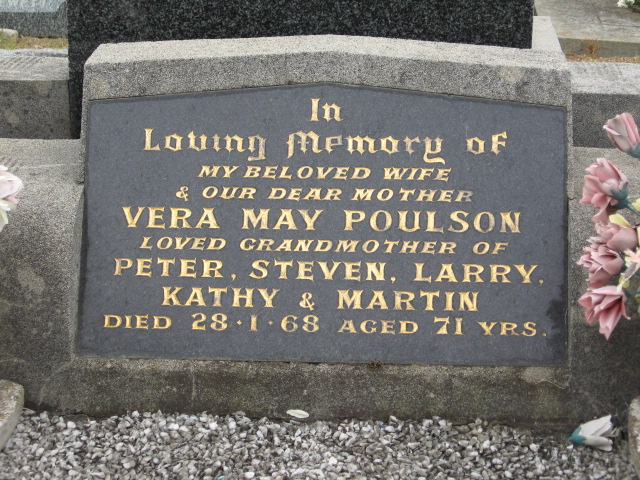 In
Loving Memory of
MY BELOVED WIFE
& OUR DEAR MOTHER
VERA MAY POULSON
LOVED GRANDMOTHER OF
PETER, STEVEN, LARRY,
KATHY & MARTIN
DIED 28·1·68 AGED 71 YRS.